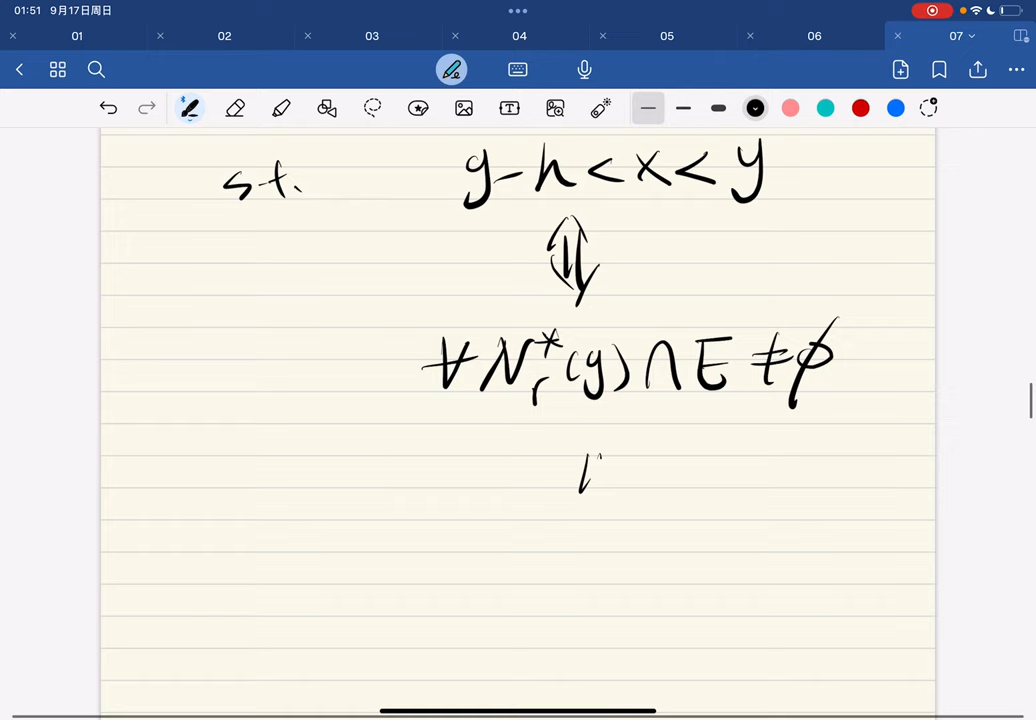 01:51 9月17日周日
01 02 03 04 05 06 07
s.t. y-h<x<y
⇕
∀ N*r(y) ∩ E ≠ ϕ